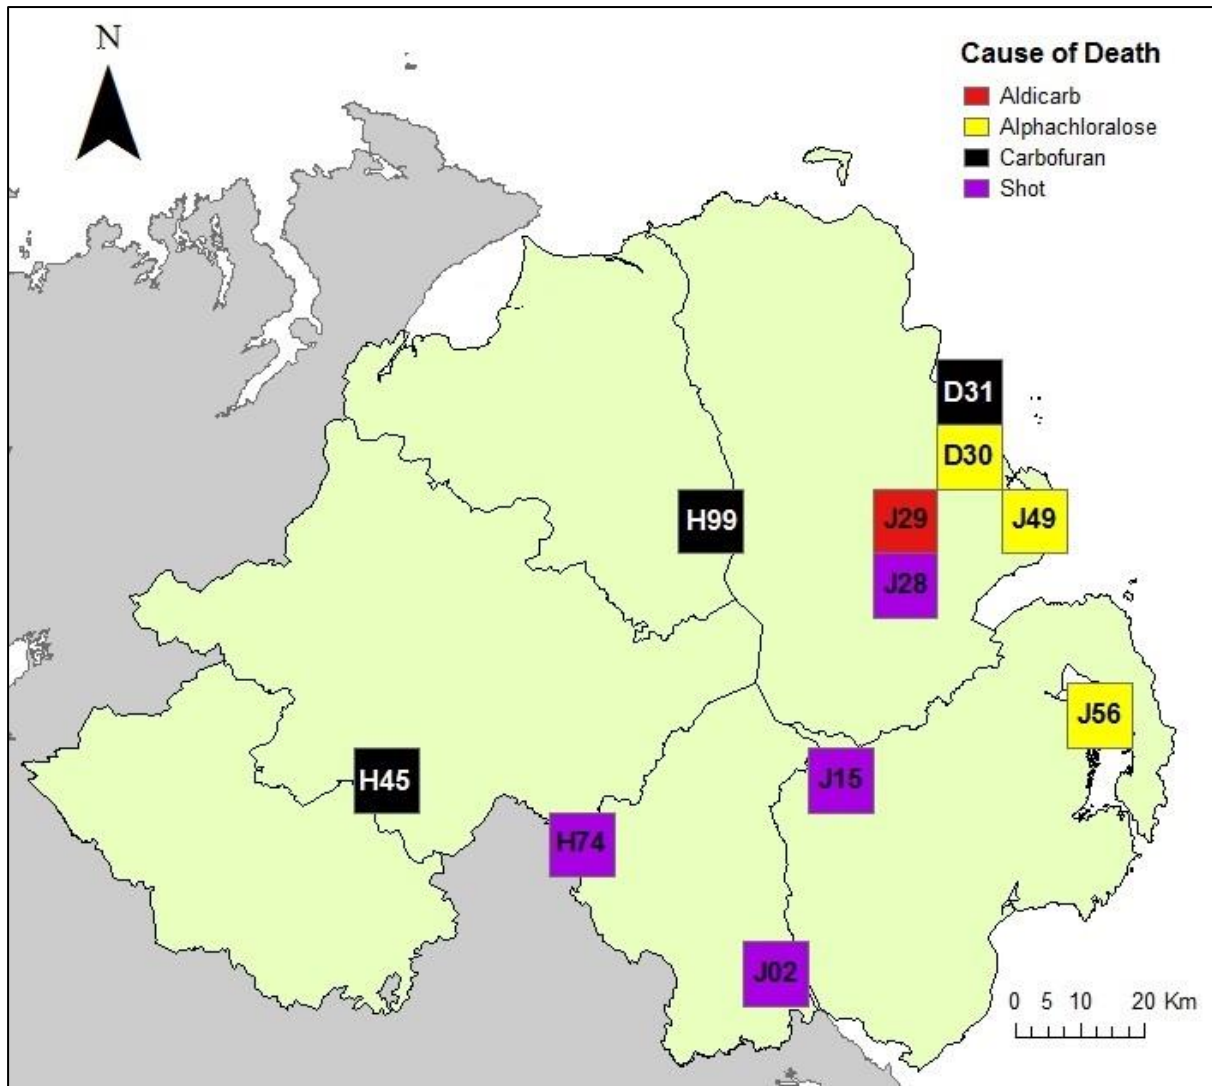 N
Cause of Death
Aldicarb
Alphachloralose
Carbofuran
Shot
D31
D30
H99
J29
J49
J28
J56
H45
J15
H74
J02
0 5 10 20 Km